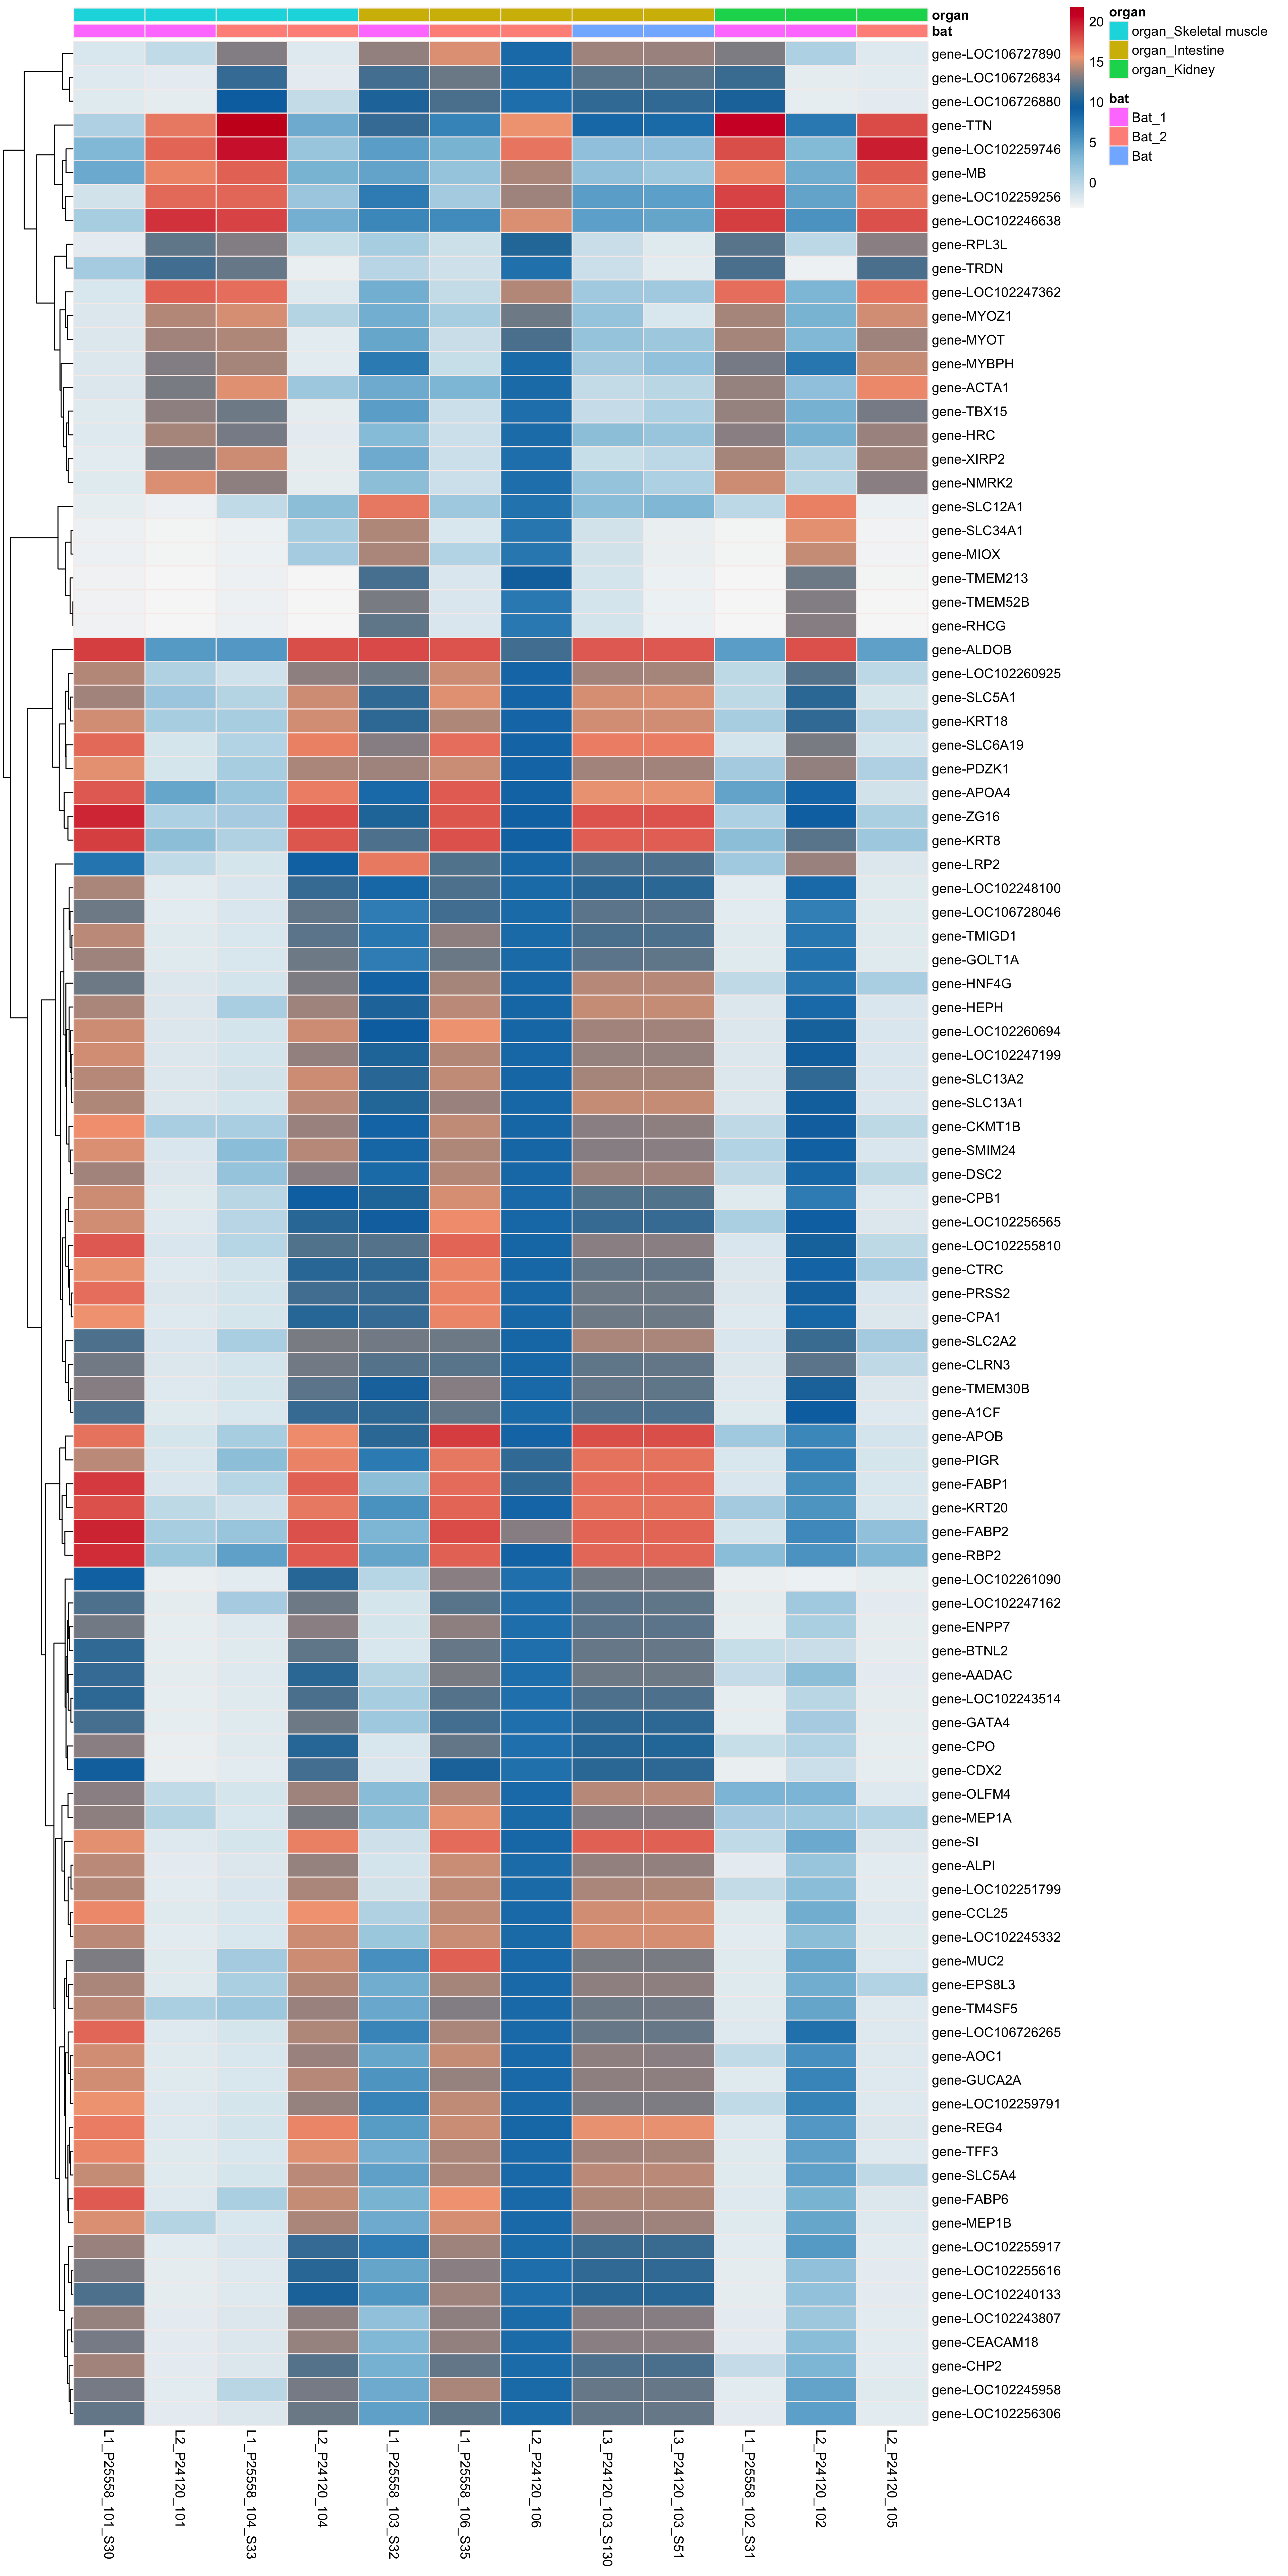 organ
bat
20
15
10
5
0
organ
organ_Skeletal muscle
organ_Intestine
organ_Kidney
bat
Bat_1
Bat_2
Bat
gene-LOC106727890
gene-LOC106726834
gene-LOC106726880
gene-TTN
gene-LOC102259746
gene-MB
gene-LOC102259256
gene-LOC102246638
gene-RPL3L
gene-TRDN
gene-LOC102247362
gene-MYOZ1
gene-MYOT
gene-MYBPH
gene-ACTA1
gene-TBX15
gene-HRC
gene-XIRP2
gene-NMRK2
gene-SLC12A1
gene-SLC34A1
gene-MIOX
gene-TMEM213
gene-TMEM52B
gene-RHCG
gene-ALDOB
gene-LOC102260925
gene-SLC5A1
gene-KRT18
gene-SLC6A19
gene-PDZK1
gene-APOA4
gene-ZG16
gene-KRT8
gene-LRP2
gene-LOC102248100
gene-LOC106728046
gene-TMIGD1
gene-GOLT1A
gene-HNF4G
gene-HEPH
gene-LOC102260694
gene-LOC102247199
gene-SLC13A2
gene-SLC13A1
gene-CKMT1B
gene-SMIM24
gene-DSC2
gene-CPB1
gene-LOC102256565
gene-LOC102255810
gene-CTRC
gene-PRSS2
gene-CPA1
gene-SLC2A2
gene-CLRN3
gene-TMEM30B
gene-A1CF
gene-APOB
gene-PIGR
gene-FABP1
gene-KRT20
gene-FABP2
gene-RBP2
gene-LOC102261090
gene-LOC102247162
gene-ENPP7
gene-BTNL2
gene-AADAC
gene-LOC102243514
gene-GATA4
gene-CPO
gene-CDX2
gene-OLFM4
gene-MEP1A
gene-SI
gene-ALPI
gene-LOC102251799
gene-CCL25
gene-LOC102245332
gene-MUC2
gene-EPS8L3
gene-TM4SF5
gene-LOC106726265
gene-AOC1
gene-GUCA2A
gene-LOC102259791
gene-REG4
gene-TFF3
gene-SLC5A4
gene-FABP6
gene-MEP1B
gene-LOC102255917
gene-LOC102255616
gene-LOC102240133
gene-LOC102243807
gene-CEACAM18
gene-CHP2
gene-LOC102245958
gene-LOC102256306
L1_P25558_101_S30
L2_P24120_101
L1_P25558_104_S33
L2_P24120_104
L1_P25558_103_S32
L1_P25558_106_S35
L2_P24120_106
L3_P24120_103_S130
L3_P24120_103_S51
L1_P25558_102_S31
L2_P24120_102
L2_P24120_105